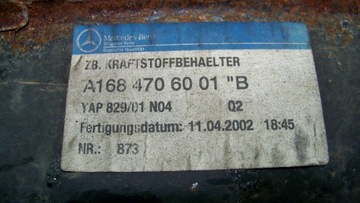 Mercedes-Benz
ZB. KRAFTSTOFFBEHAELTER
A168 470 60 01 "B
YAP 829/01 N04 02
Fertigungsdatum: 11.04.2002 18:45
NR.: 873